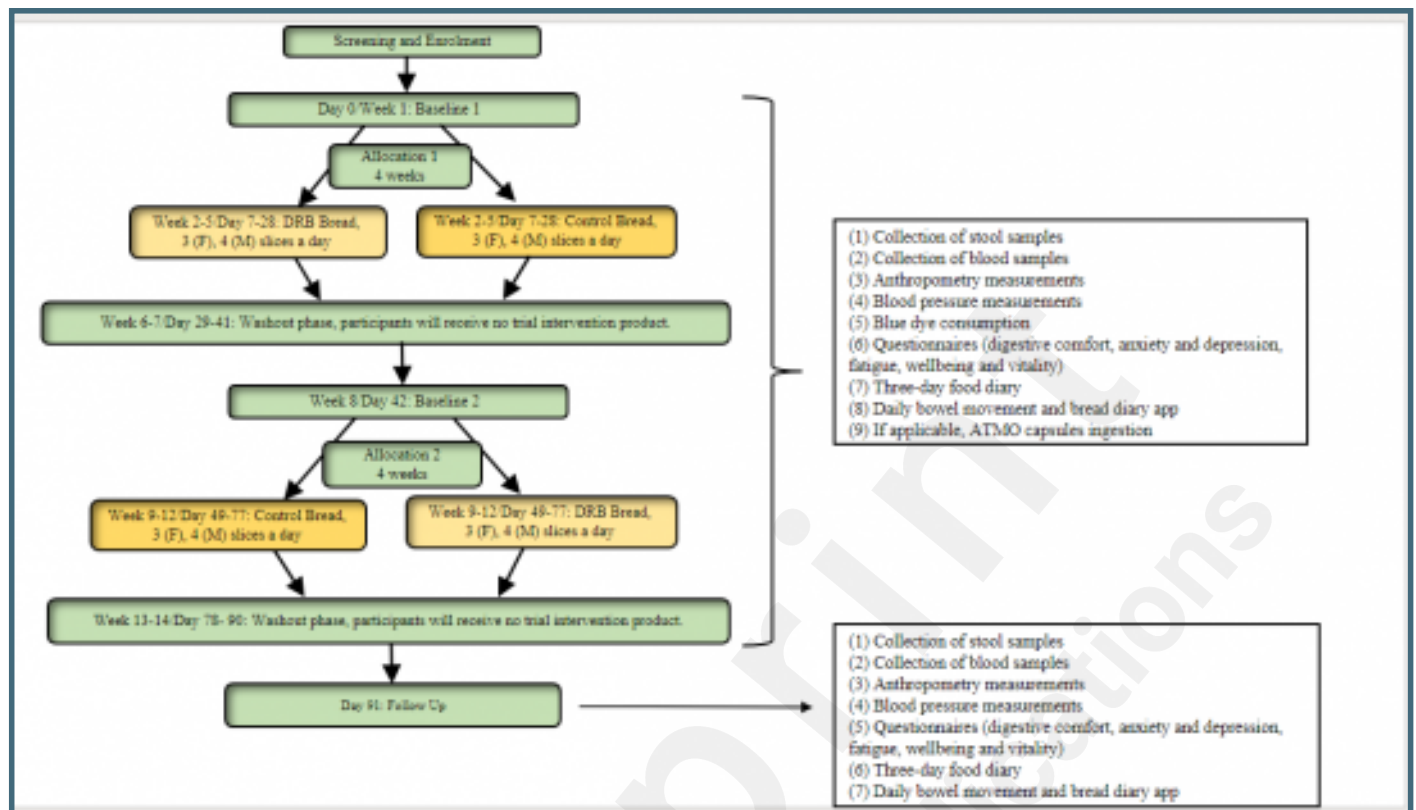 Screening and Enrolment
Day 0/Week 1: Baseline 1
Allocation 1
4 weeks
Week 2-5/Day 7-28: DRB Bread,
3 (F), 4 (M) slices a day
Week 2-5/Day 7-28: Control Bread,
3 (F), 4 (M) slices a day
Week 6-7/Day 29-41: Washout phase, participants will receive no trial intervention product.
Week 8/Day 42: Baseline 2
Allocation 2
4 weeks
Week 9-12/Day 49-77: Control Bread,
3 (F), 4 (M) slices a day
Week 9-12/Day 49-77: DRB Bread,
3 (F), 4 (M) slices a day
Week 13-14/Day 78- 90: Washout phase, participants will receive no trial intervention product.
Day 91: Follow Up
(1) Collection of stool samples
(2) Collection of blood samples
(3) Anthropometry measurements
(4) Blood pressure measurements
(5) Blue dye consumption
(6) Questionnaires (digestive comfort, anxiety and depression,
fatigue, wellbeing and vitality)
(7) Three-day food diary
(8) Daily bowel movement and bread diary app
(9) If applicable, ATMO capsules ingestion
(1) Collection of stool samples
(2) Collection of blood samples
(3) Anthropometry measurements
(4) Blood pressure measurements
(5) Questionnaires (digestive comfort, anxiety and depression,
fatigue, wellbeing and vitality)
(6) Three-day food diary
(7) Daily bowel movement and bread diary app